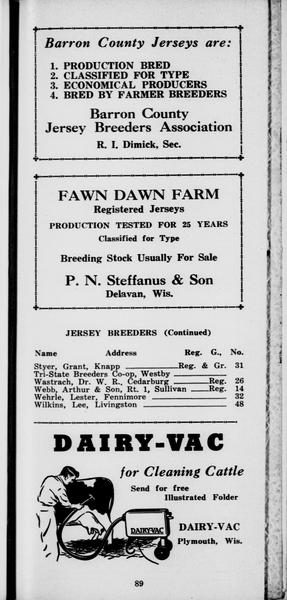 Barron County Jerseys are:
1. PRODUCTION BRED
2. CLASSIFIED FOR TYPE
3. ECONOMICAL PRODUCERS
4. BRED BY FARMER BREEDERS
Barron County
Jersey Breeders Association
R. I. Dimick, Sec.
FAWN DAWN FARM
Registered Jerseys
PRODUCTION TESTED FOR 25 YEARS
Classified for Type
Breeding Stock Usually For Sale
P. N. Steffanus & Son
Delavan, Wis.
JERSEY BREEDERS (Continued)
Name Address Reg. G., No.
Styer, Grant, Knapp Reg. & Gr. 31
Tri-State Breeders Co-op, Westby
Wastrach, Dr. W. R., Cedarburg Reg. 26
Webb, Arthur & Son, Rt. 1, Sullivan Reg. 14
Wehrle, Lester, Fennimore 32
Wilkins, Lee, Livingston 48
DAIRY-VAC
for Cleaning Cattle
Send for free
Illustrated Folder
DAIRY-VAC
DAIRY-VAC
Plymouth, Wis.
89